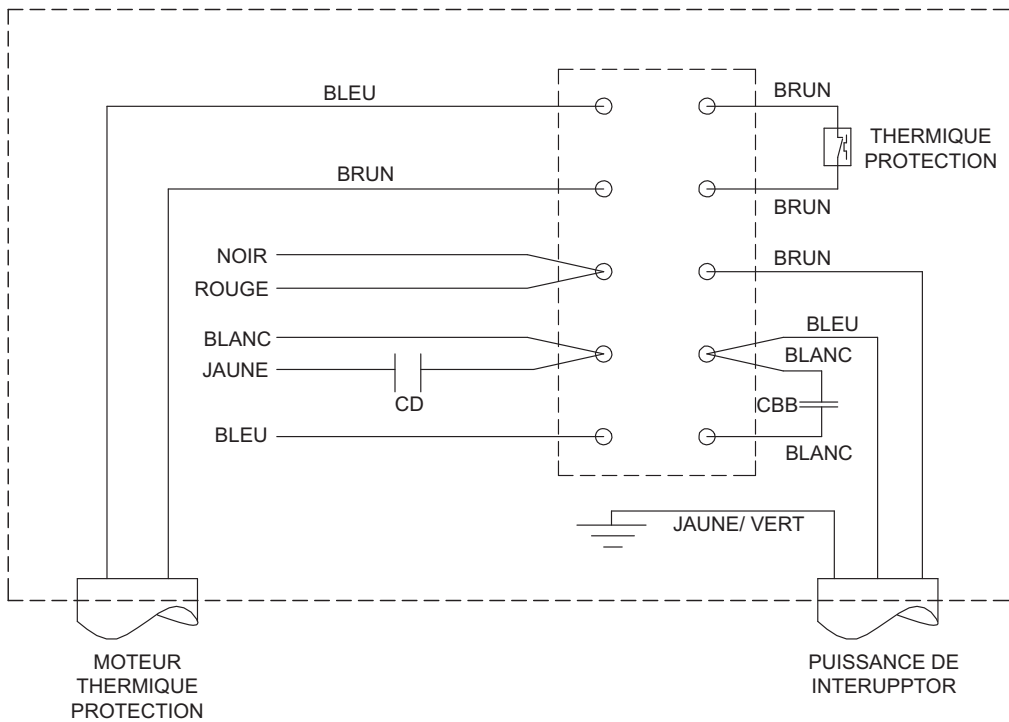 BLEU
BRUN
THERMIQUE
PROTECTION
BRUN
BRUN
NOIR
BRUN
ROUGE
BLEU
BLANC
BLANC
JAUNE
CD
CBB
BLEU
BLANC
JAUNE/ VERT
MOTEUR
THERMIQUE
PROTECTION
PUISSANCE DE
INTERUPPTOR